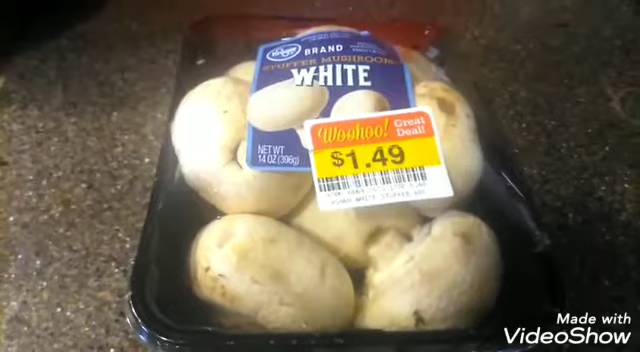 Kroger BRAND
STUFFER MUSHROOMS
WHITE
NET WT
14 OZ (396g)
Woohoo! Great
Deal!
$1.49
Made with
VideoShow